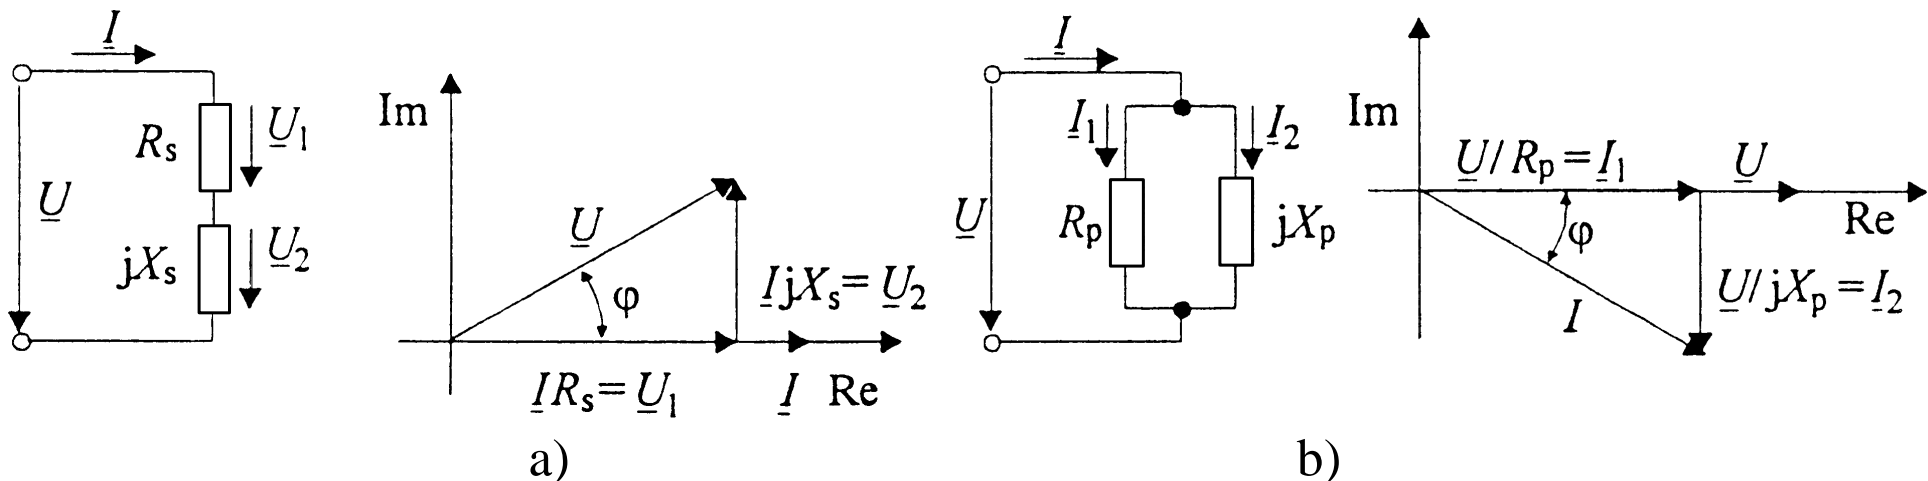 I
Rs
U1
U
jXs
U2
Im
U
φ
IjXs = U2
IRs = U1
I Re
a)
I
I1
I2
U
Rp
jXp
Im
U/Rp = I1
U
Re
φ
U/jXp = I2
I
b)